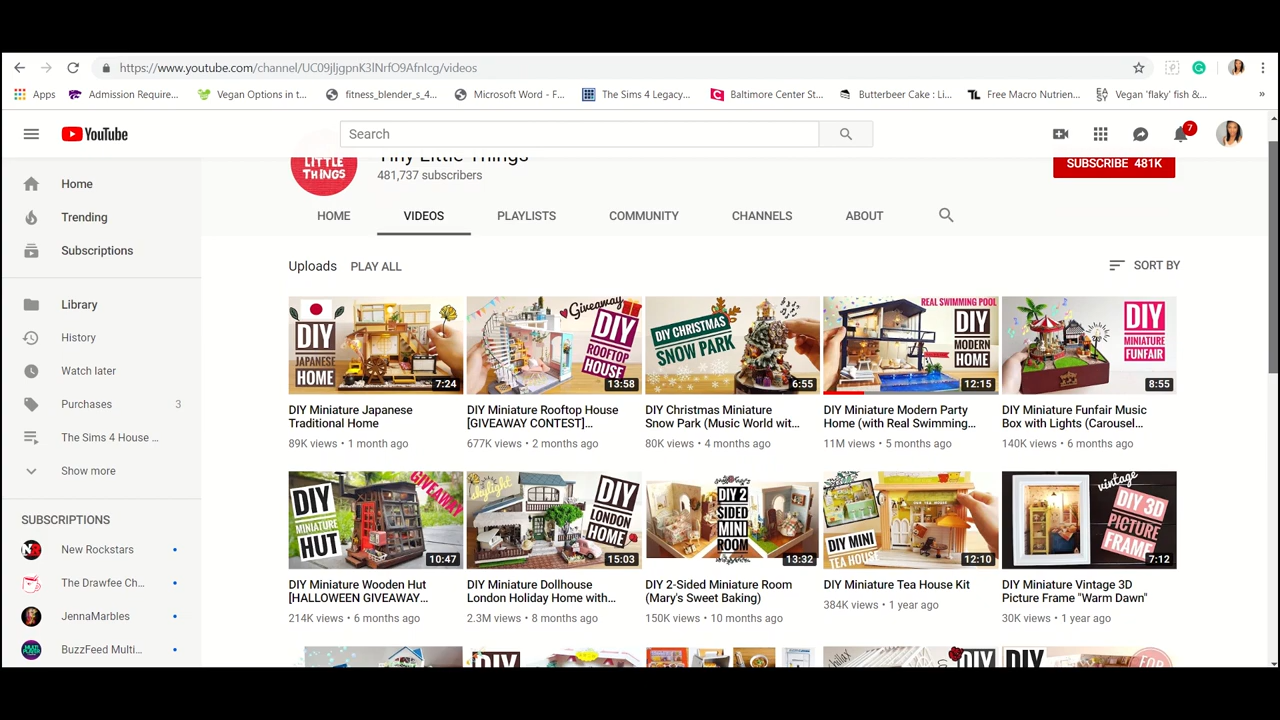 https://www.youtube.com/channel/UC09jljgpnK3lNrfO9AfnIcg/videos
Apps Admission Require... Vegan Options in t... fitness_blender_s_4... Microsoft Word - F... The Sims 4 Legacy... Baltimore Center St... Butterbeer Cake : Li... Free Macro Nutrien... Vegan 'flaky' fish &... »
YouTube Search 7
LITTLE THINGS
Tiny Little Things
481,737 subscribers
SUBSCRIBE 481K
HOME VIDEOS PLAYLISTS COMMUNITY CHANNELS ABOUT
Home
Trending
Subscriptions
Library
History
Watch later
Purchases 3
The Sims 4 House ...
Show more
SUBSCRIPTIONS
New Rockstars
The Drawfee Ch...
JennaMarbles
BuzzFeed Multi...
Uploads PLAY ALL SORT BY
DIY JAPANESE HOME 7:24
DIY Miniature Japanese
Traditional Home
89K views • 1 month ago
Giveaway DIY ROOFTOP HOUSE 13:58
DIY Miniature Rooftop House
[GIVEAWAY CONTEST]...
677K views • 2 months ago
DIY CHRISTMAS SNOW PARK 6:55
DIY Christmas Miniature
Snow Park (Music World wit...
80K views • 4 months ago
REAL SWIMMING POOL DIY MODERN HOME 12:15
DIY Miniature Modern Party
Home (with Real Swimming...
11M views • 5 months ago
DIY MINIATURE FUNFAIR 8:55
DIY Miniature Funfair Music
Box with Lights (Carousel...
140K views • 6 months ago
DIY MINIATURE HUT GIVEAWAY 10:47
DIY Miniature Wooden Hut
[HALLOWEEN GIVEAWAY...
214K views • 6 months ago
skylight DIY LONDON HOME 15:03
DIY Miniature Dollhouse
London Holiday Home with...
2.3M views • 8 months ago
DIY 2 SIDED MINI ROOM 13:32
DIY 2-Sided Miniature Room
(Mary's Sweet Baking)
150K views • 10 months ago
DIY MINI TEA HOUSE 12:10
DIY Miniature Tea House Kit
384K views • 1 year ago
vintage DIY 3D PICTURE FRAME 7:12
DIY Miniature Vintage 3D
Picture Frame "Warm Dawn"
30K views • 1 year ago
DIY
DIY
DIY
FOR